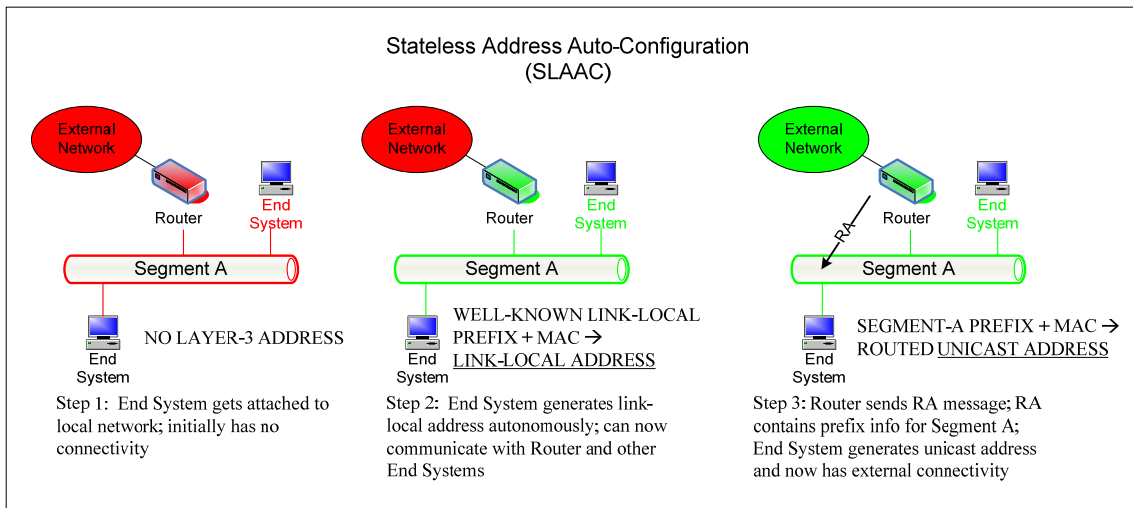 Stateless Address Auto-Configuration
(SLAAC)
External
Network
Router
End
System
Segment A
End
System
NO LAYER-3 ADDRESS
Step 1: End System gets attached to
local network; initially has no
connectivity
External
Network
Router
End
System
Segment A
End
System
WELL-KNOWN LINK-LOCAL
PREFIX + MAC →
LINK-LOCAL ADDRESS
Step 2: End System generates link-
local address autonomously; can now
communicate with Router and other
End Systems
External
Network
Router
End
System
RA
Segment A
End
System
SEGMENT-A PREFIX + MAC →
ROUTED UNICAST ADDRESS
Step 3: Router sends RA message; RA
contains prefix info for Segment A;
End System generates unicast address
and now has external connectivity